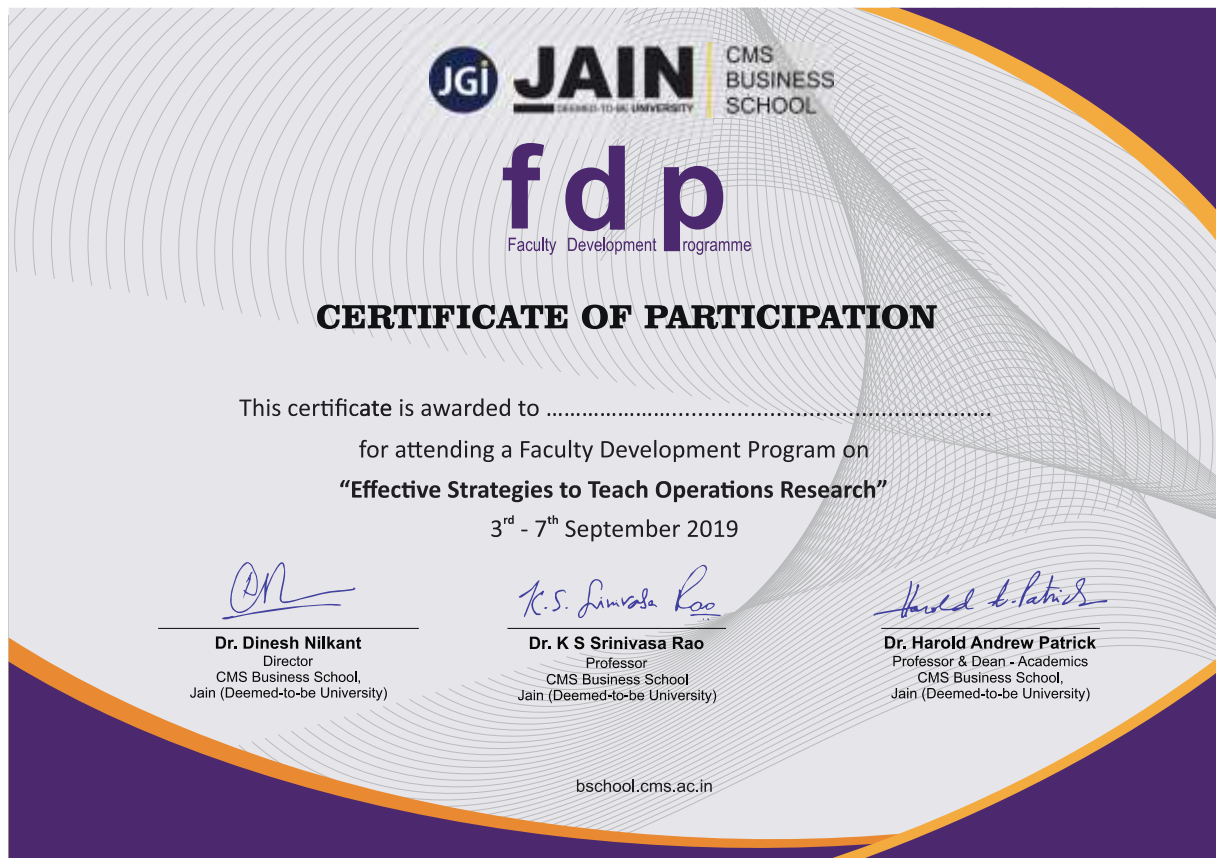 JGi JAIN CMS
DEEMED-TO-BE UNIVERSITY BUSINESS
SCHOOL
fdp
Faculty Development Programme
CERTIFICATE OF PARTICIPATION
This certificate is awarded to ........................................................................
for attending a Faculty Development Program on
“Effective Strategies to Teach Operations Research”
3rd - 7th September 2019
K.S. Srinivasa Rao
Harold A. Patrick
Dr. Dinesh Nilkant
Director
CMS Business School,
Jain (Deemed-to-be University)
Dr. K S Srinivasa Rao
Professor
CMS Business School
Jain (Deemed-to-be University)
Dr. Harold Andrew Patrick
Professor & Dean - Academics
CMS Business School,
Jain (Deemed-to-be University)
bschool.cms.ac.in